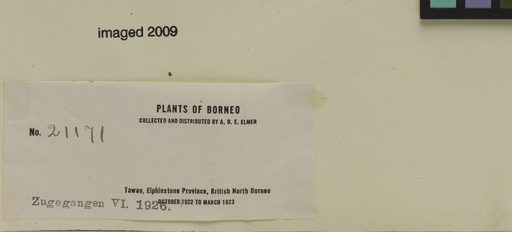 imaged 2009
PLANTS OF BORNEO
COLLECTED AND DISTRIBUTED BY A. D. E. ELMER
No. 21171
Tawao, Elphinstone Province, British North Borneo
OCTOBER 1922 TO MARCH 1923
Zugegangen VI. 1926.